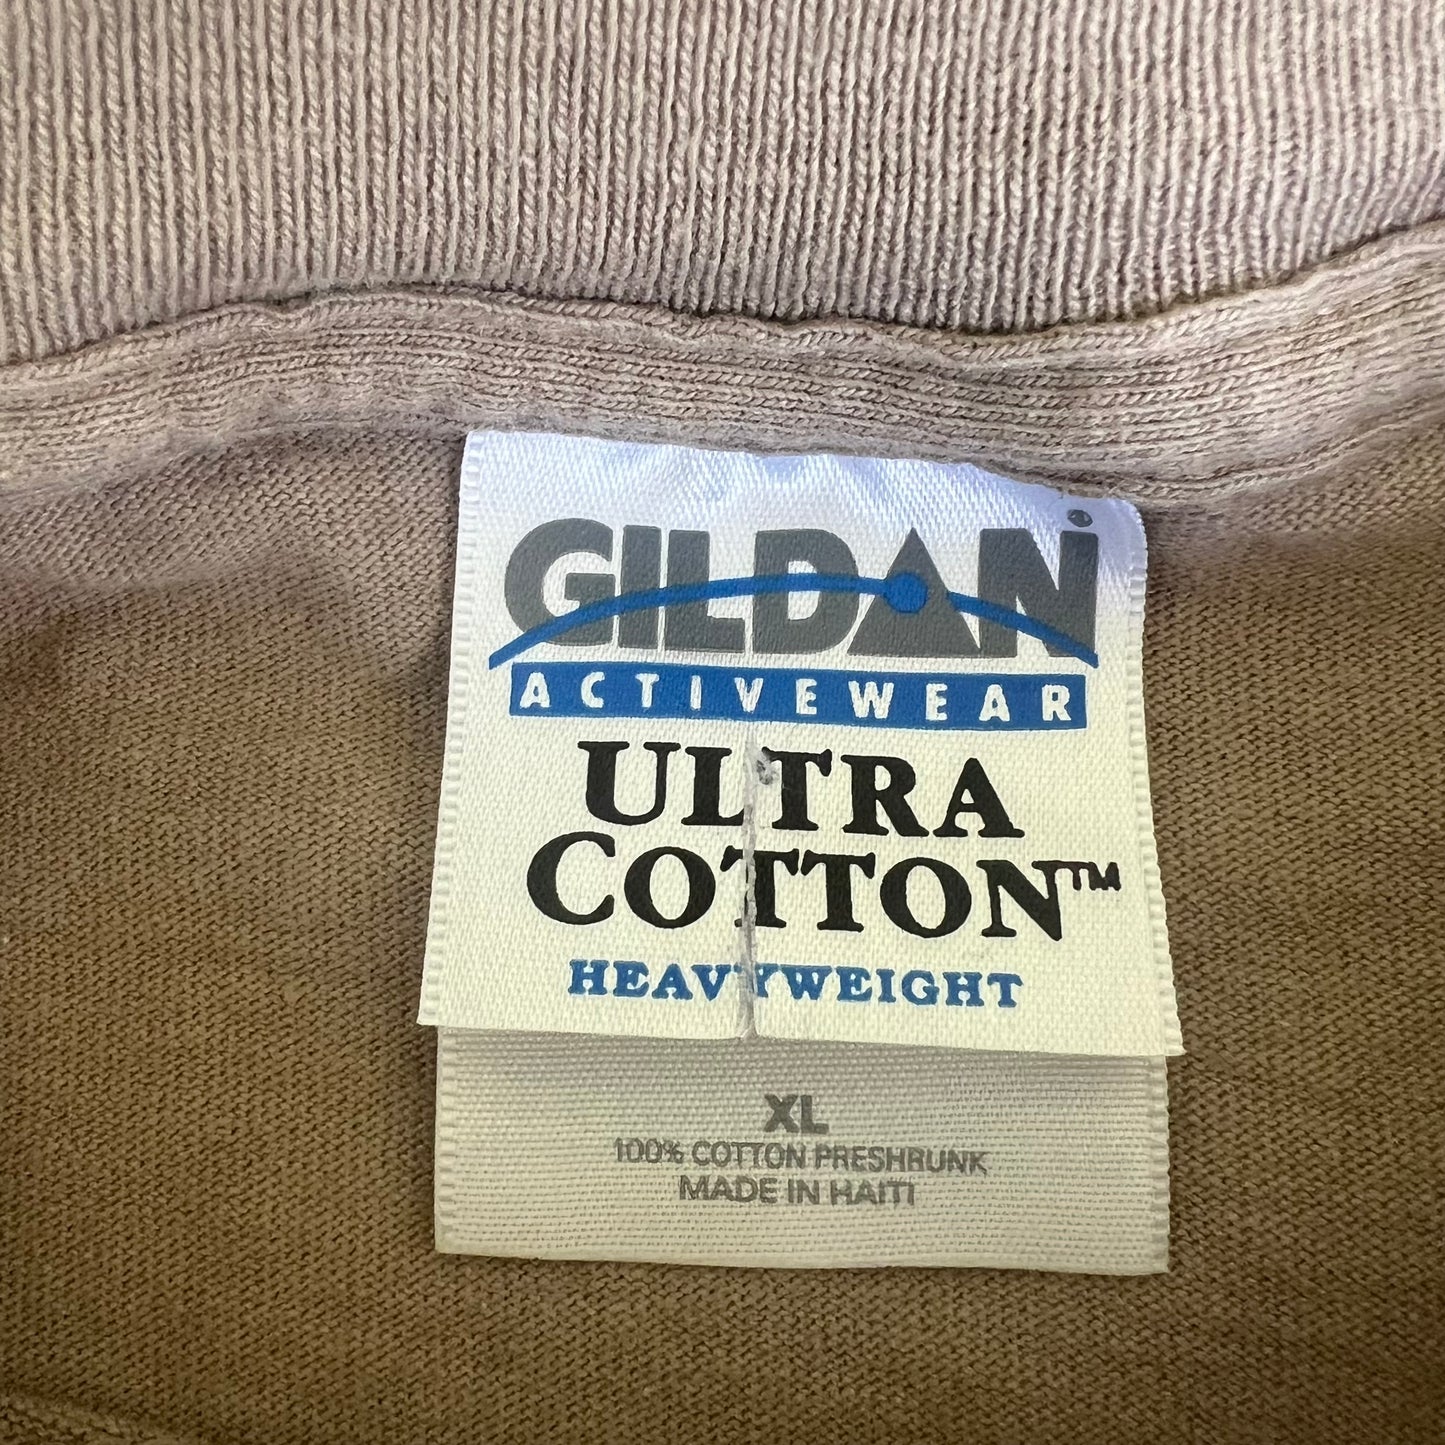 GILDAN
ACTIVEWEAR
ULTRA
COTTON™
HEAVYWEIGHT
XL
100% COTTON PRESHRUNK
MADE IN HAITI